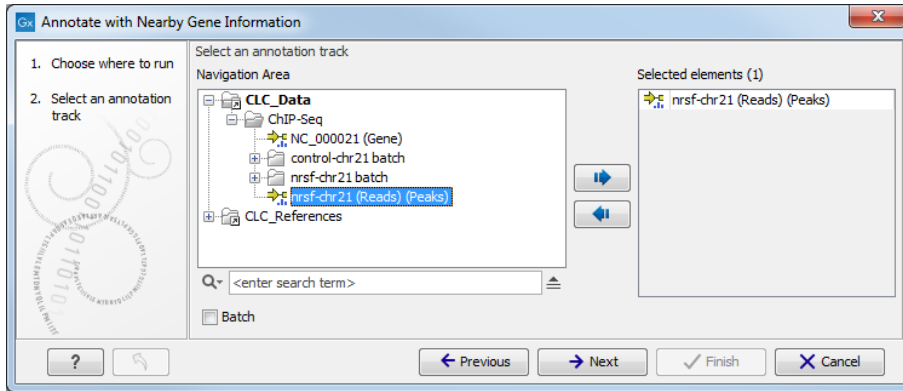 Gx Annotate with Nearby Gene Information
1. Choose where to run
2. Select an annotation
track
Select an annotation track
Navigation Area
CLC_Data
ChIP-Seq
NC_000021 (Gene)
control-chr21 batch
nrsf-chr21 batch
nrsf-chr21 (Reads) (Peaks)
CLC_References
<enter search term>
Batch
Selected elements (1)
nrsf-chr21 (Reads) (Peaks)
?
Previous
Next
Finish
Cancel